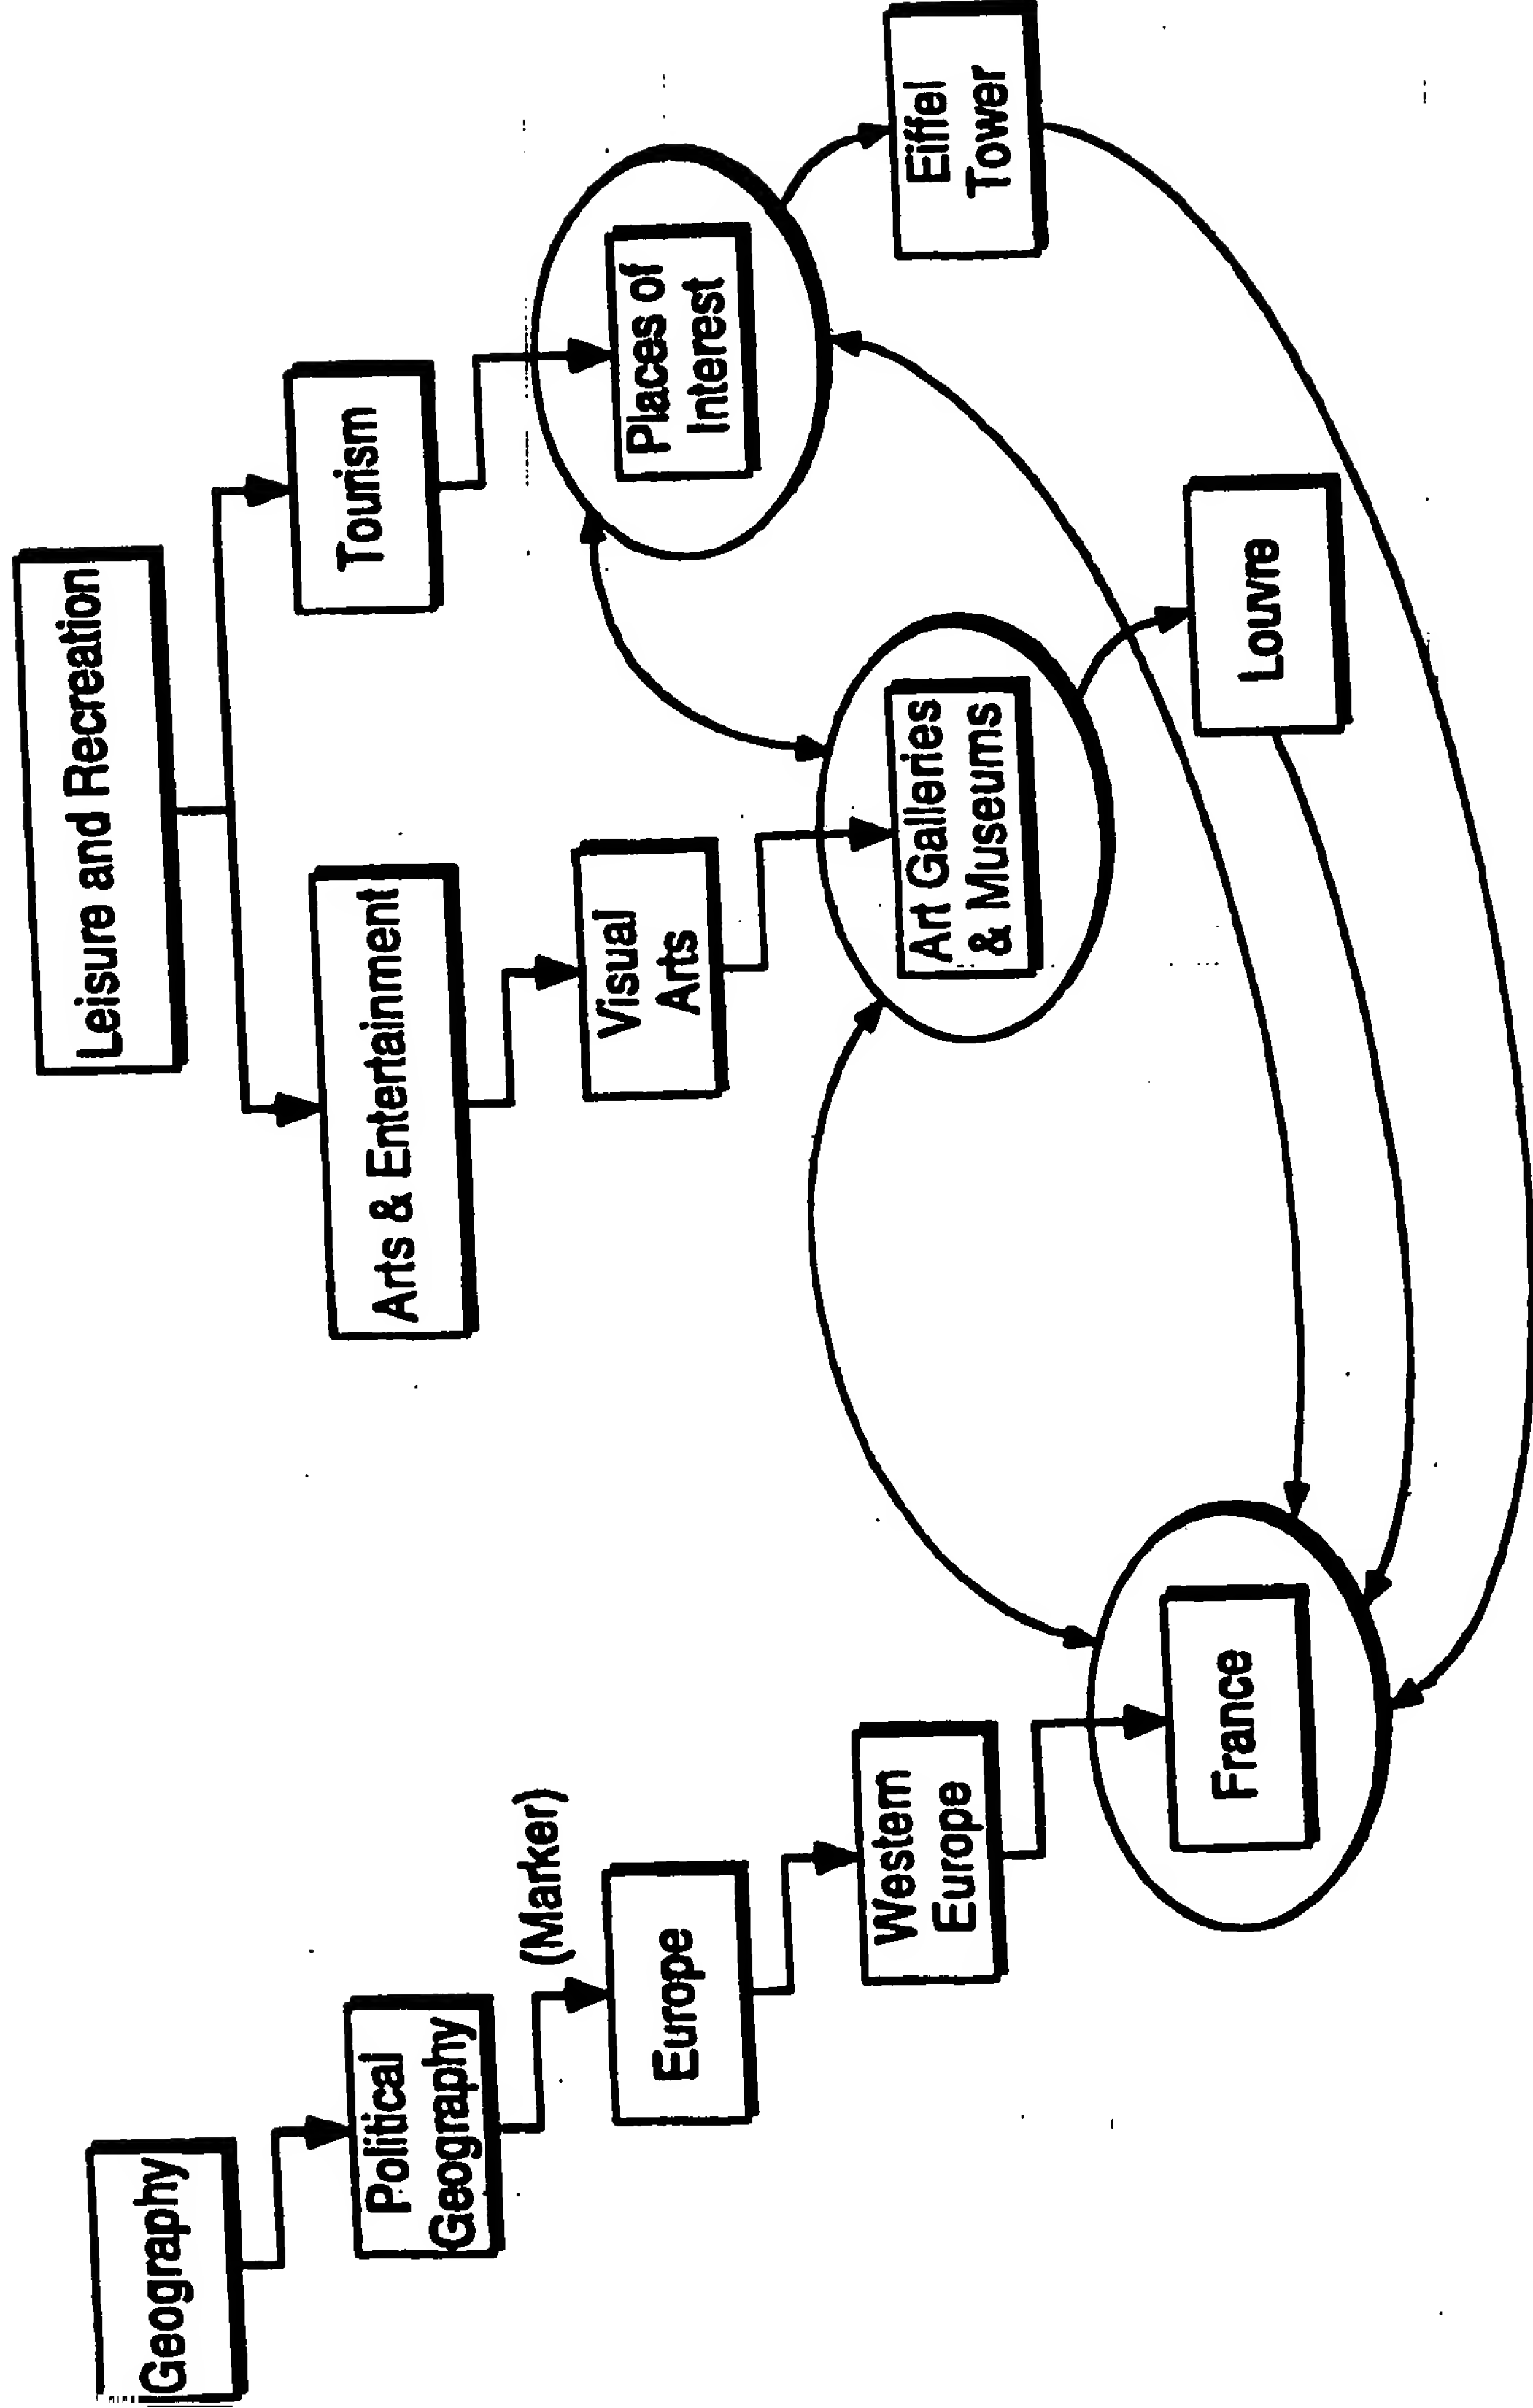 Geography
Political
Geography
(Marker)
Europe
Western
Europe
France
Leisure and Recreation
Arts & Entertainment
Tourism
Visual
Arts
Places of
Interest
Art Galleries
& Museums
Eiffel
Tower
Louvre